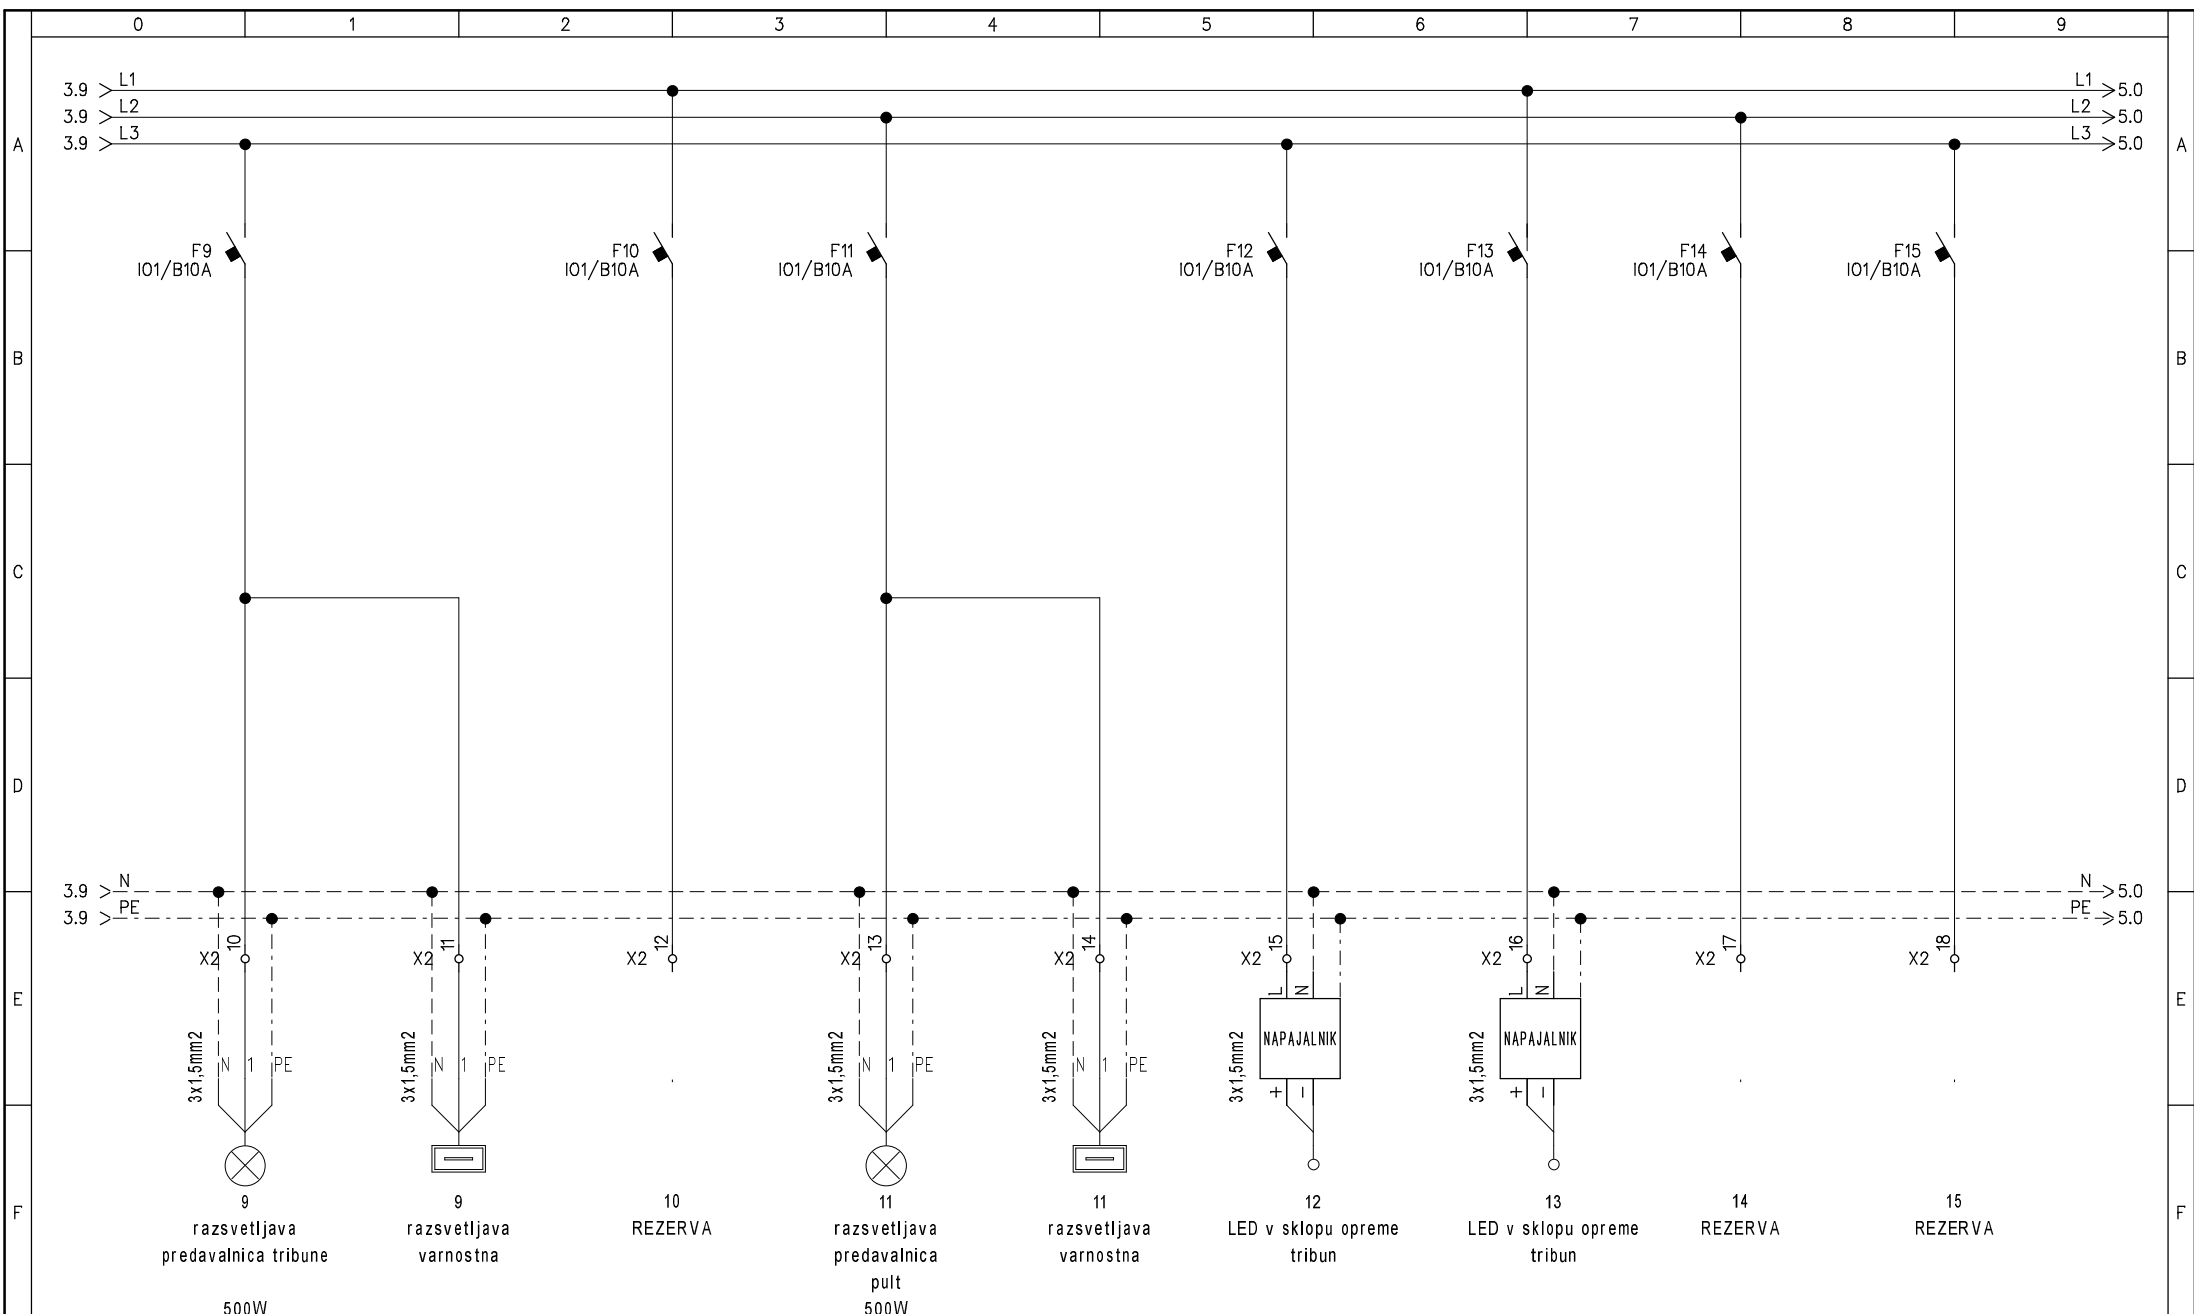 0 1 2 3 4 5 6 7 8 9
3.9 L1 L1 5.0
3.9 L2 L2 5.0
3.9 L3 L3 5.0
A A
F9 F10 F11 F12 F13 F14 F15
I01/B10A I01/B10A I01/B10A I01/B10A I01/B10A I01/B10A I01/B10A
B B
C C
D D
3.9 N N 5.0
3.9 PE PE 5.0
10 11 12 13 14 15 16 17 18
X2 X2 X2 X2 X2 X2 X2 X2 X2
E E
L N L N
NAPAJALNIK NAPAJALNIK
3x1,5mm2 3x1,5mm2 3x1,5mm2 3x1,5mm2 3x1,5mm2 3x1,5mm2
N 1 PE N 1 PE N 1 PE N 1 PE
+ - + -
9 9 10 11 11 12 13 14 15
F F
razsvetljava
predavalnica tribune
500W
razsvetljava
varnostna
REZERVA
razsvetljava
predavalnica
pult
500W
razsvetljava
varnostna
LED v sklopu opreme
tribun
LED v sklopu opreme
tribun
REZERVA
REZERVA